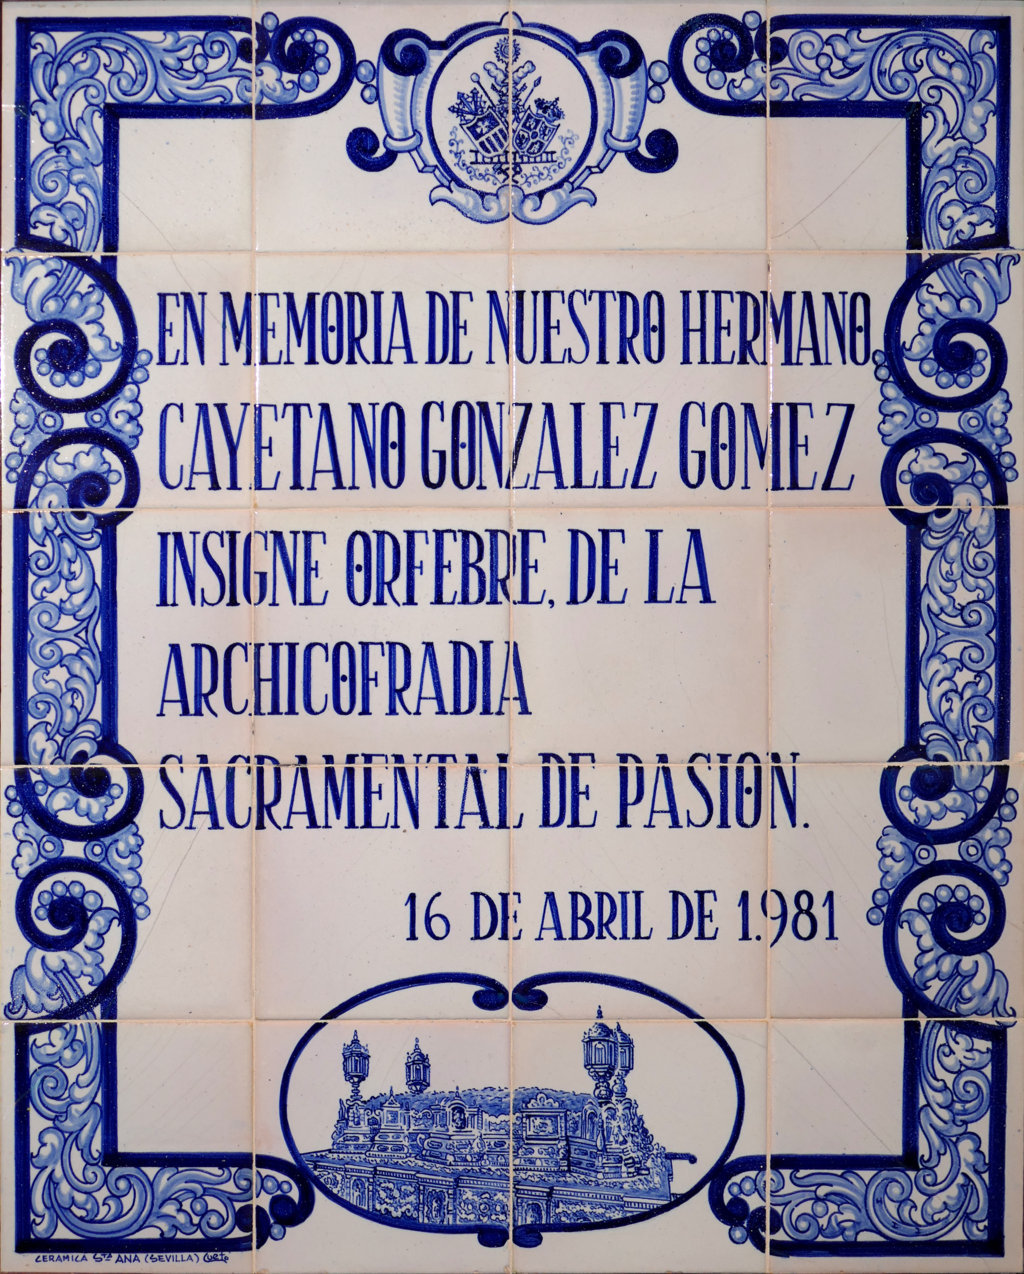 EN MEMORIA DE NUESTRO HERMANO
CAYETANO GONZALEZ GOMEZ
INSIGNE ORFEBRE, DE LA
ARCHICOFRADIA
SACRAMENTAL DE PASION.
16 DE ABRIL DE 1.981
CERAMICA Sta ANA (SEVILLA)